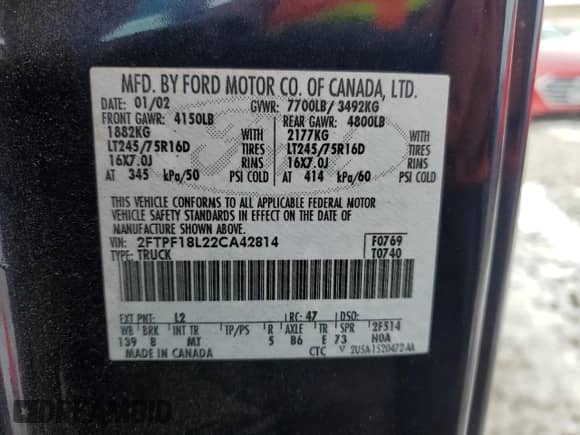 MFD. BY FORD MOTOR CO. OF CANADA, LTD.
DATE: 01/02 GVWR: 7700LB/ 3492KG
FRONT GAWR: 4150LB REAR GAWR: 4800LB
1882KG WITH 2177KG WITH
LT245/75R16D TIRES LT245/75R16D TIRES
16X7.0J RIMS 16X7.0J RIMS
AT 345 kPa/50 PSI COLD AT 414 kPa/60 PSI COLD
THIS VEHICLE CONFORMS TO ALL APPLICABLE FEDERAL MOTOR
VEHICLE SAFETY STANDARDS IN EFFECT ON THE DATE OF
MANUFACTURE SHOWN ABOVE.
VIN: 2FTPF18L22CA42814 F0769
TYPE: TRUCK T0740
EXT PNT: L2 RC: 47 DSO:
WB BRK INT TR TP/PS R AXLE TR SPR 2F514
139 B MT 5 B6 E 73 NOA
MADE IN CANADA CTC V 2U5A-1520472-AA
DREAMBID